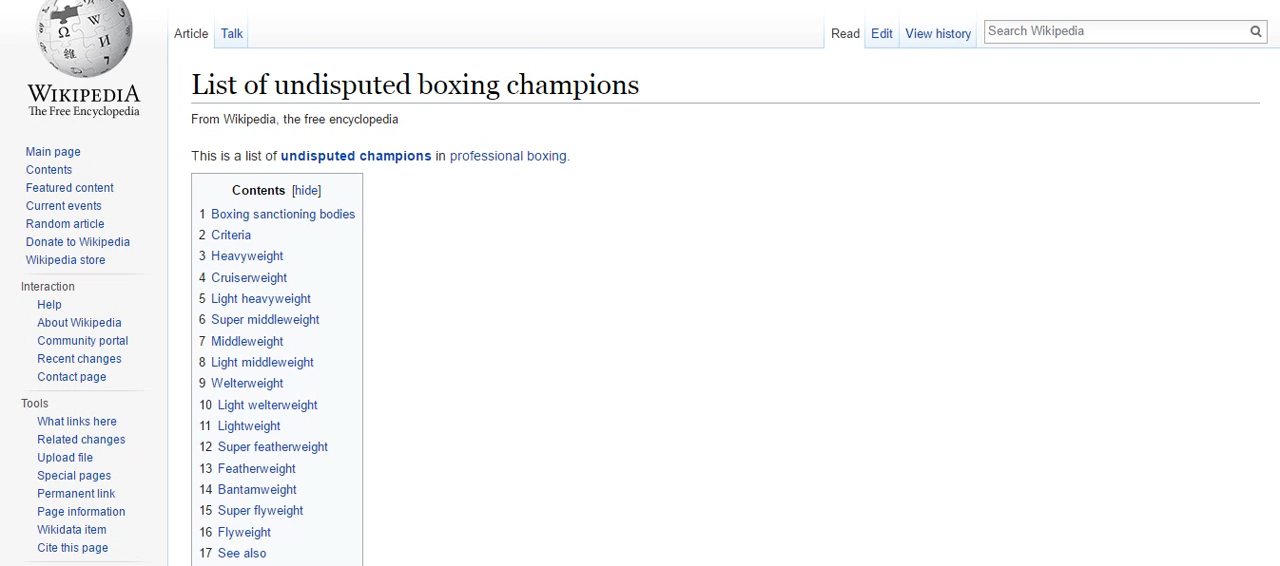 Ω
W
И
維
7
WIKIPEDIA
The Free Encyclopedia
Main page
Contents
Featured content
Current events
Random article
Donate to Wikipedia
Wikipedia store
Interaction
Help
About Wikipedia
Community portal
Recent changes
Contact page
Tools
What links here
Related changes
Upload file
Special pages
Permanent link
Page information
Wikidata item
Cite this page
Article Talk
Read Edit View history Search Wikipedia
List of undisputed boxing champions
From Wikipedia, the free encyclopedia
This is a list of undisputed champions in professional boxing.
Contents [hide]
1 Boxing sanctioning bodies
2 Criteria
3 Heavyweight
4 Cruiserweight
5 Light heavyweight
6 Super middleweight
7 Middleweight
8 Light middleweight
9 Welterweight
10 Light welterweight
11 Lightweight
12 Super featherweight
13 Featherweight
14 Bantamweight
15 Super flyweight
16 Flyweight
17 See also